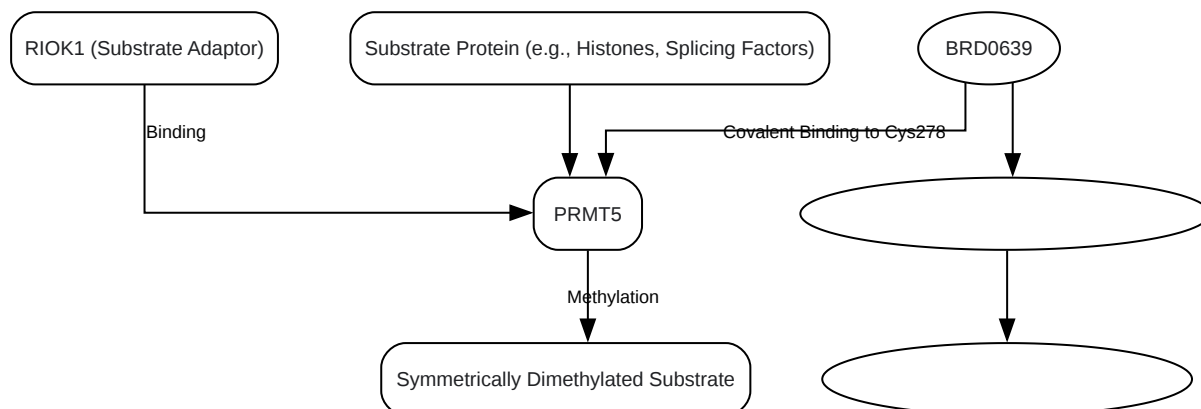 RIOK1 (Substrate Adaptor)
Substrate Protein (e.g., Histones, Splicing Factors)
BRD0639
Binding
Covalent Binding to Cys278
PRMT5
Methylation
Symmetrically Dimethylated Substrate